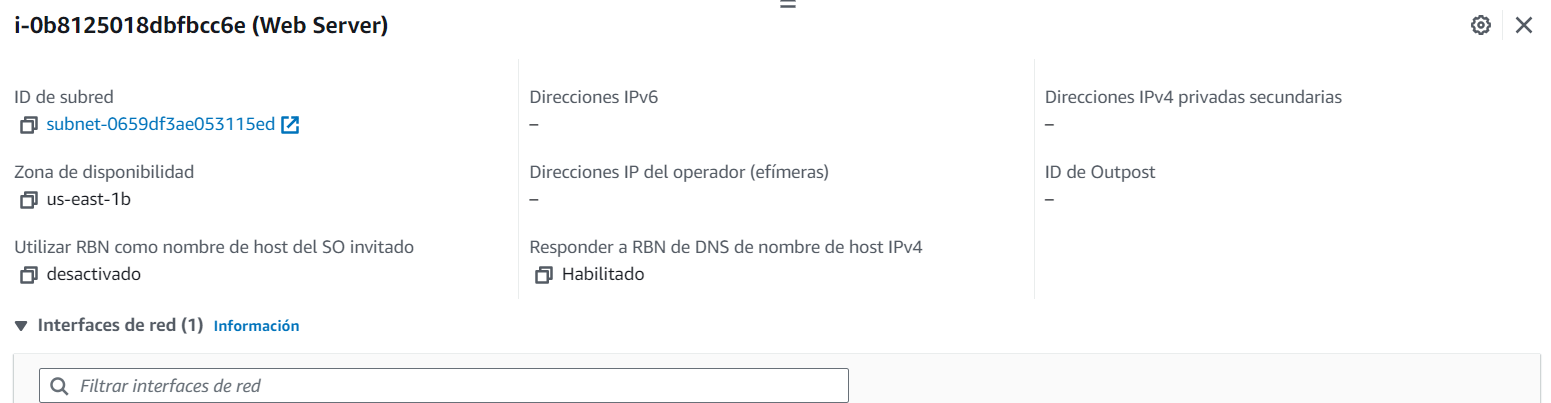 i-0b8125018dbfbcc6e (Web Server)
ID de subred
subnet-0659df3ae053115ed
Direcciones IPv6
–
Direcciones IPv4 privadas secundarias
–
Zona de disponibilidad
us-east-1b
Direcciones IP del operador (efímeras)
–
ID de Outpost
–
Utilizar RBN como nombre de host del SO invitado
desactivado
Responder a RBN de DNS de nombre de host IPv4
Habilitado
Interfaces de red (1) Información
Filtrar interfaces de red